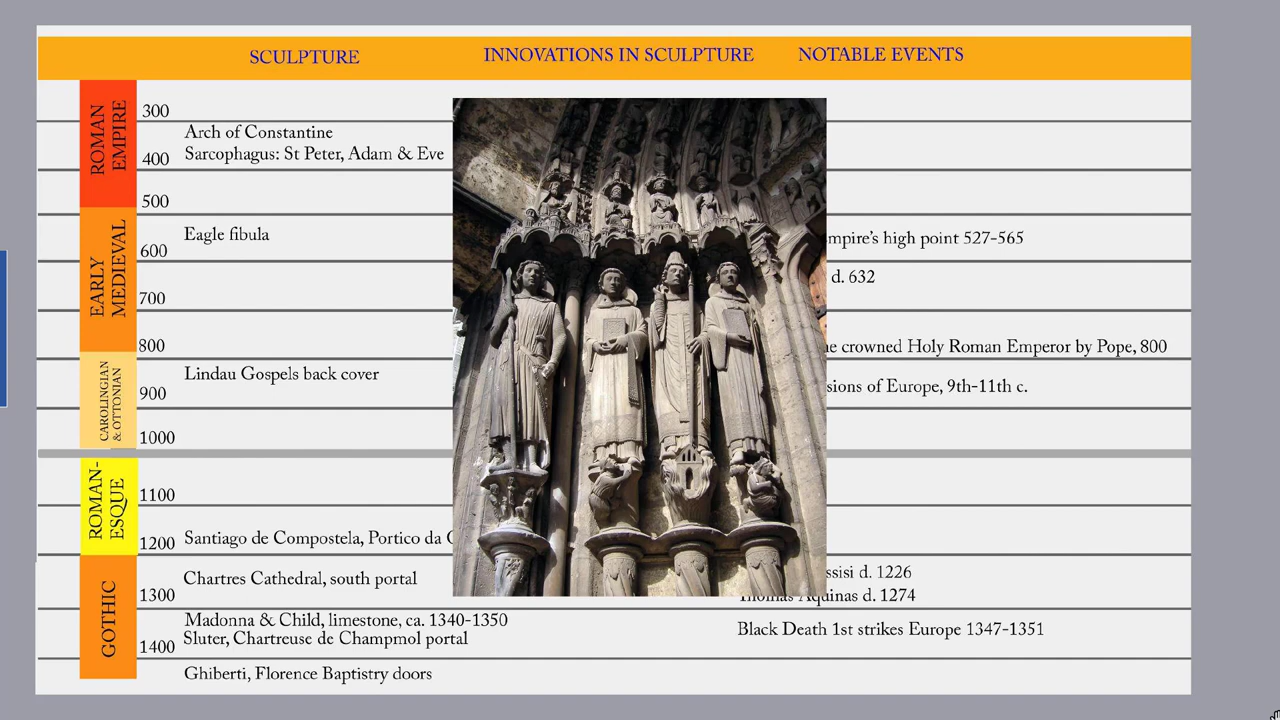 SCULPTURE INNOVATIONS IN SCULPTURE NOTABLE EVENTS
ROMAN
EMPIRE
300
Arch of Constantine
Sarcophagus: St Peter, Adam & Eve
400
500
EARLY
MEDIEVAL
Eagle fibula
mpire's high point 527-565
600
d. 632
700
800
crowned Holy Roman Emperor by Pope, 800
CAROLINGIAN
& OTTONIAN
Lindau Gospels back cover
sions of Europe, 9th-11th c.
900
1000
ROMAN-
ESQUE
1100
Santiago de Compostela, Portico da
1200
GOTHIC
ssisi d. 1226
Chartres Cathedral, south portal
1300
Thomas Aquinas d. 1274
Madonna & Child, limestone, ca. 1340-1350
Black Death 1st strikes Europe 1347-1351
Sluter, Chartreuse de Champmol portal
1400
Ghiberti, Florence Baptistry doors